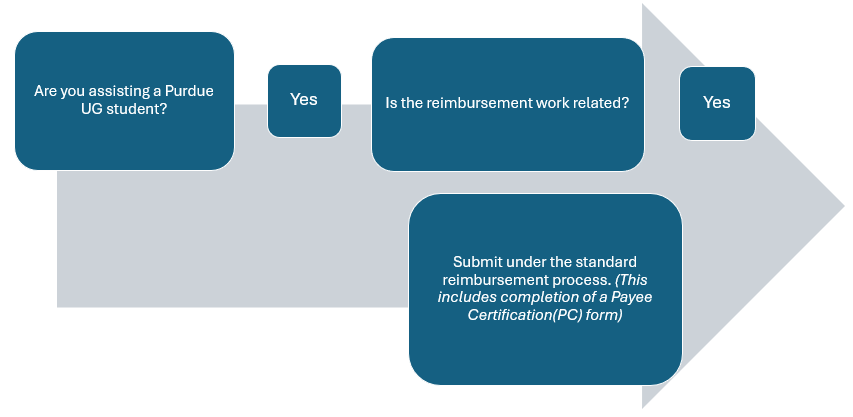 Are you assisting a Purdue
UG student?
Yes
Is the reimbursement work related?
Yes
Submit under the standard
reimbursement process. (This
includes completion of a Payee
Certification(PC) form)